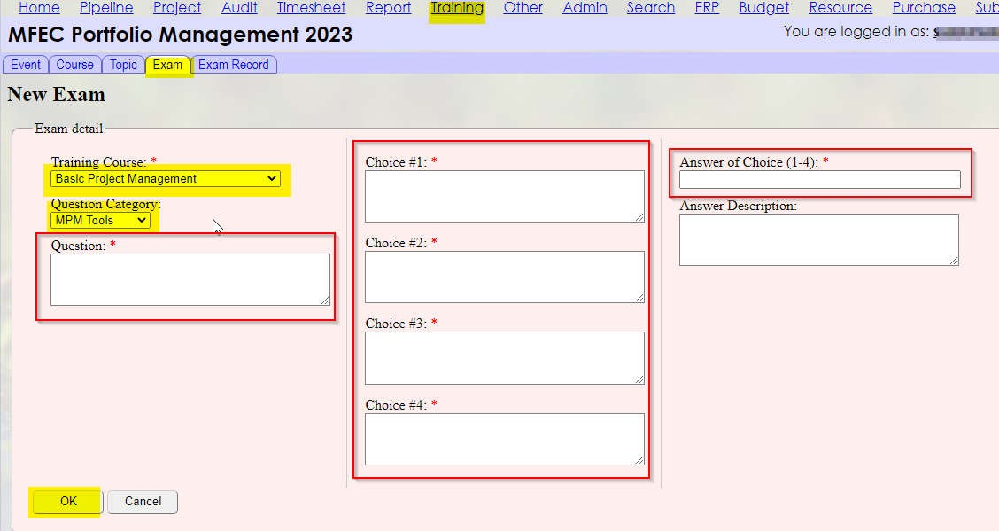 Home Pipeline Project Audit Timesheet Report Training Other Admin Search ERP Budget Resource Purchase Sub
MFEC Portfolio Management 2023
You are logged in as:
Event Course Topic Exam Exam Record
New Exam
Exam detail
Training Course: *
Basic Project Management
Question Category:
MPM Tools
Question: *
Choice #1: *
Choice #2: *
Choice #3: *
Choice #4: *
Answer of Choice (1-4): *
Answer Description:
OK Cancel